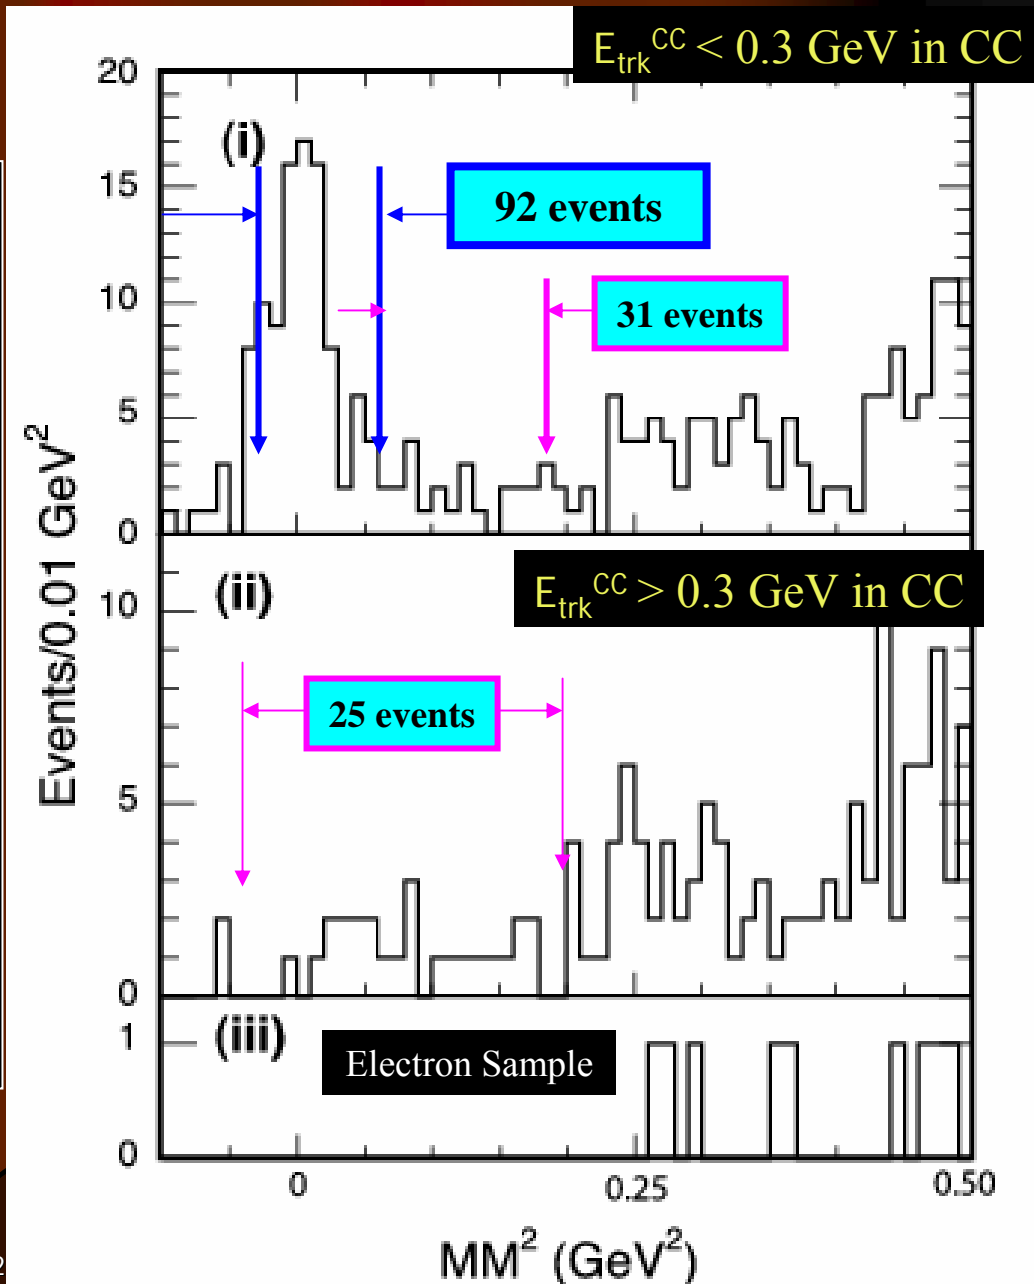 E_trk^CC < 0.3 GeV in CC
20
(i)
15
92 events
10
31 events
5
0
Events/0.01 GeV²
(ii)
E_trk^CC > 0.3 GeV in CC
10
25 events
5
0
(iii)
1
Electron Sample
0
0 0.25 0.50
MM² (GeV²)
2